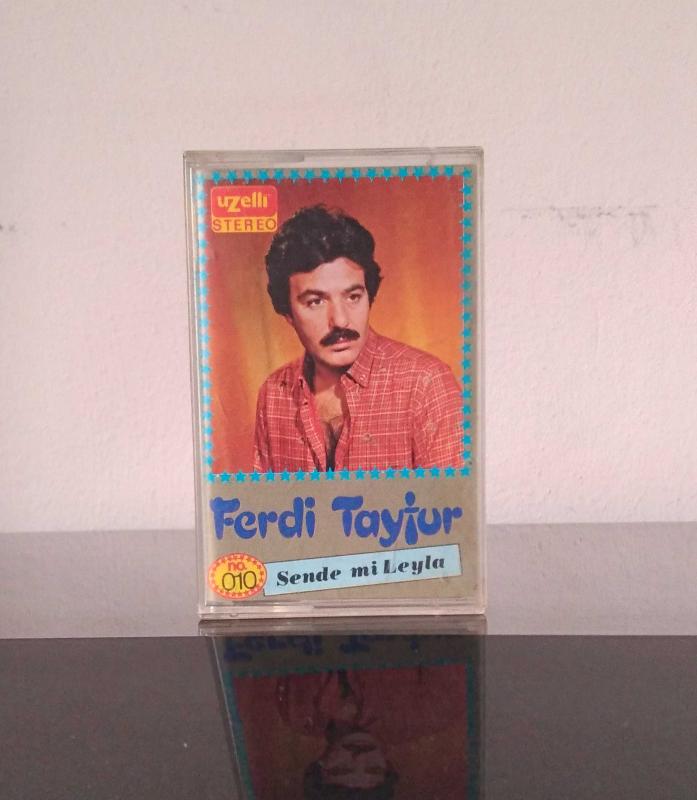 uzelli
STEREO
Ferdi Tayfur
no.
010
Sende mi Leyla